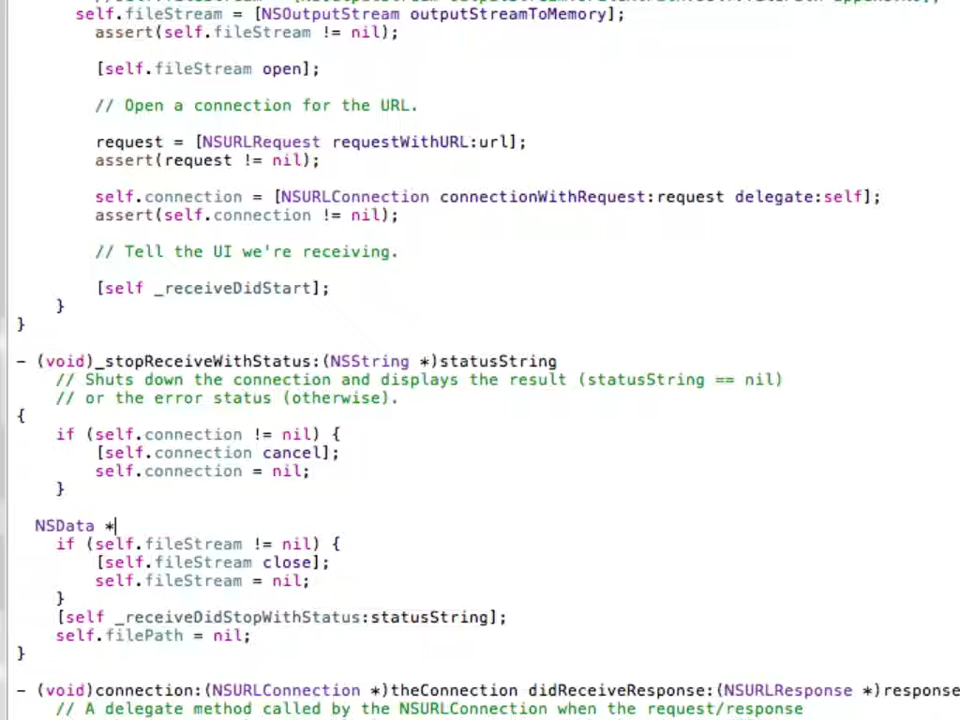 self.fileStream = [NSOutputStream outputStreamToMemory];
assert(self.fileStream != nil);
[self.fileStream open];
// Open a connection for the URL.
request = [NSURLRequest requestWithURL:url];
assert(request != nil);
self.connection = [NSURLConnection connectionWithRequest:request delegate:self];
assert(self.connection != nil);
// Tell the UI we're receiving.
[self _receiveDidStart];
}
}
- (void)_stopReceiveWithStatus:(NSString *)statusString
// Shuts down the connection and displays the result (statusString == nil)
// or the error status (otherwise).
{
if (self.connection != nil) {
[self.connection cancel];
self.connection = nil;
}
NSData *
if (self.fileStream != nil) {
[self.fileStream close];
self.fileStream = nil;
}
[self _receiveDidStopWithStatus:statusString];
self.filePath = nil;
}
- (void)connection:(NSURLConnection *)theConnection didReceiveResponse:(NSURLResponse *)response
// A delegate method called by the NSURLConnection when the request/response